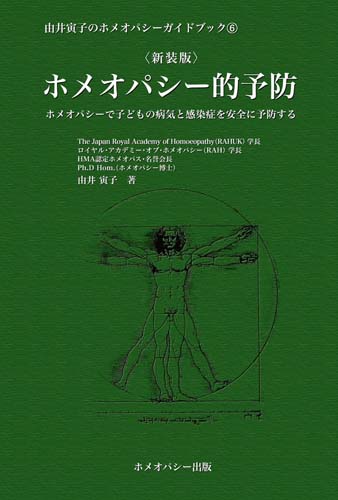 由井寅子のホメオパシーガイドブック⑥
〈新装版〉
ホメオパシー的予防
ホメオパシーで子どもの病気と感染症を安全に予防する
The Japan Royal Academy of Homoeopathy(RAHUK) 学長
ロイヤル・アカデミー・オブ・ホメオパシー(RAH) 学長
HMA認定ホメオパス・名誉会長
Ph.D Hom.(ホメオパシー博士)
由井 寅子 著
ホメオパシー出版